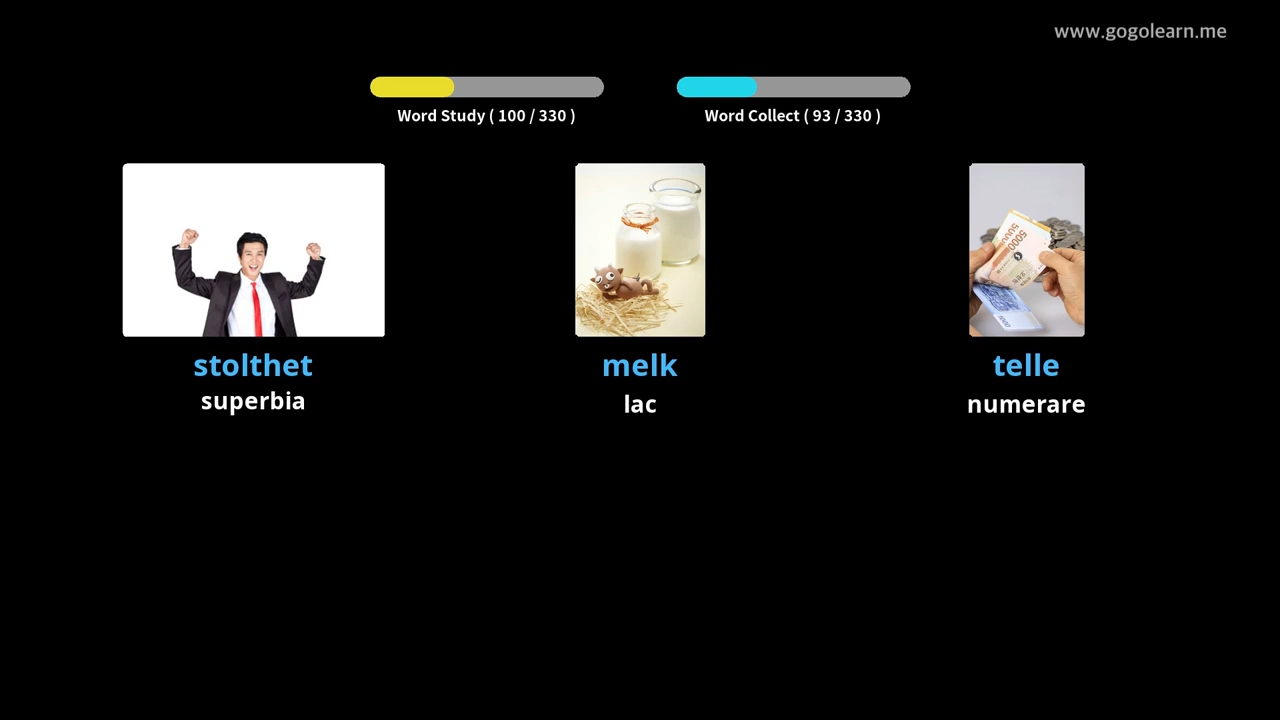 www.gogolearn.me
Word Study ( 100 / 330 )
Word Collect ( 93 / 330 )
stolthet
superbia
melk
lac
telle
numerare